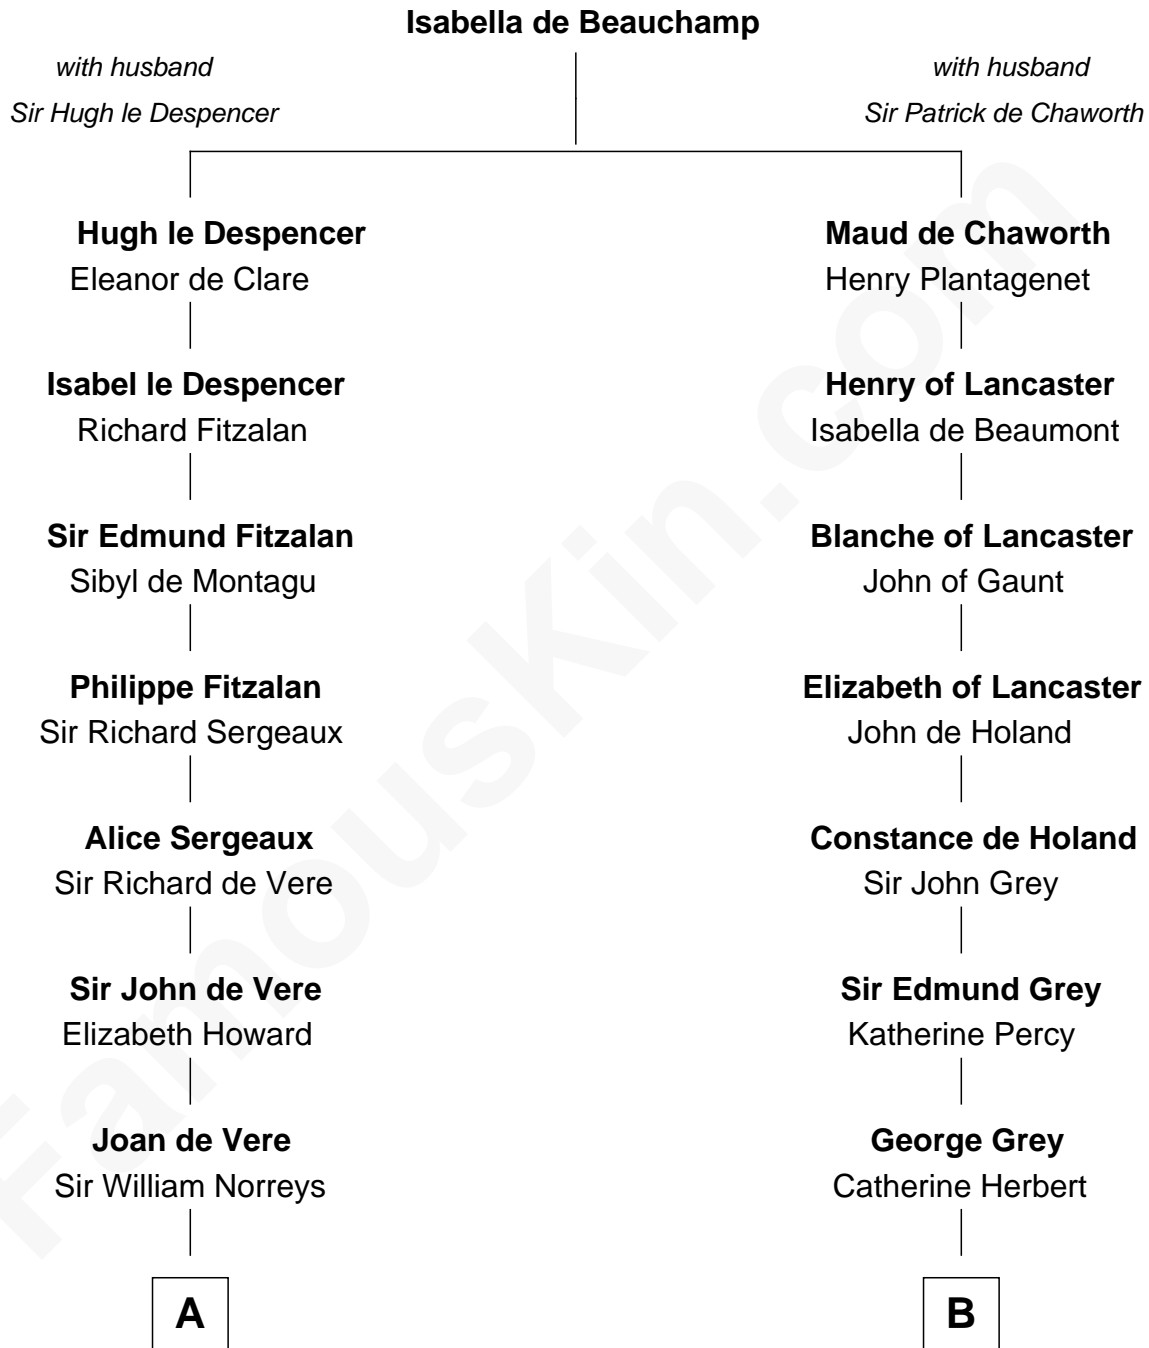 Isabella de Beauchamp
with husband
Sir Hugh le Despencer
with husband
Sir Patrick de Chaworth
Hugh le Despencer
Eleanor de Clare
Maud de Chaworth
Henry Plantagenet
Isabel le Despencer
Richard Fitzalan
Henry of Lancaster
Isabella de Beaumont
Sir Edmund Fitzalan
Sibyl de Montagu
Blanche of Lancaster
John of Gaunt
Philippe Fitzalan
Sir Richard Sergeaux
Elizabeth of Lancaster
John de Holand
Alice Sergeaux
Sir Richard de Vere
Constance de Holand
Sir John Grey
Sir John de Vere
Elizabeth Howard
Sir Edmund Grey
Katherine Percy
Joan de Vere
Sir William Norreys
George Grey
Catherine Herbert
A
B
FamousKin.com